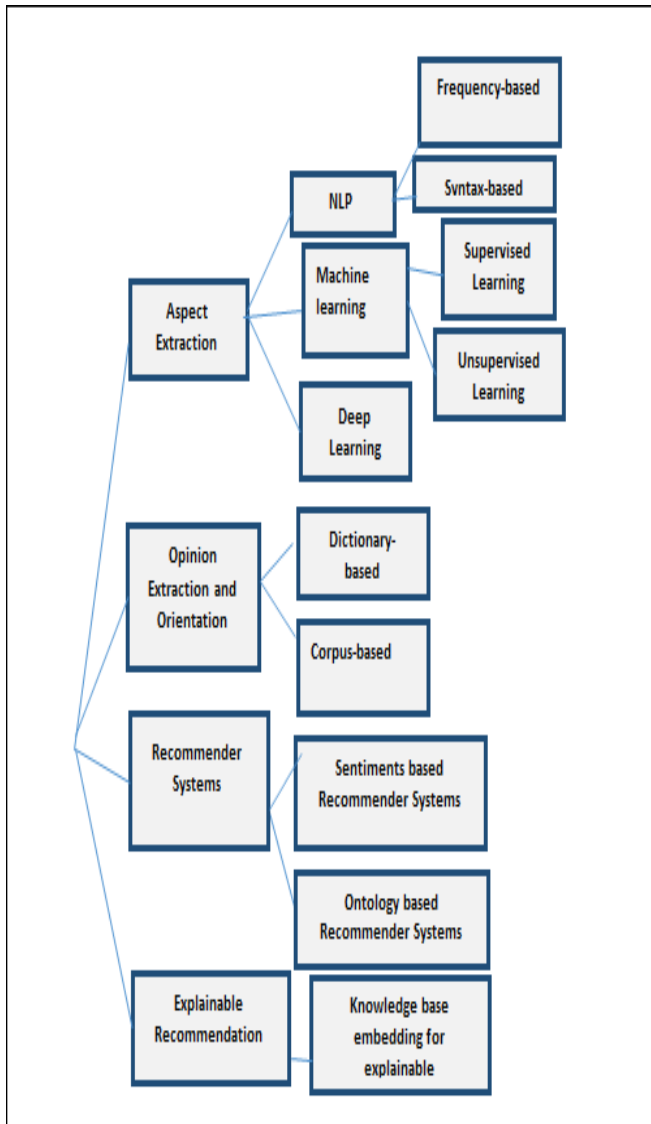 Frequency-based
NLP
Svntax-based
Supervised
Learning
Machine
learning
Aspect
Extraction
Unsupervised
Learning
Deep
Learning
Opinion
Extraction and
Orientation
Dictionary-
based
Corpus-based
Recommender
Systems
Sentiments based
Recommender Systems
Ontology based
Recommender Systems
Explainable
Recommendation
Knowledge base
embedding for
explainable